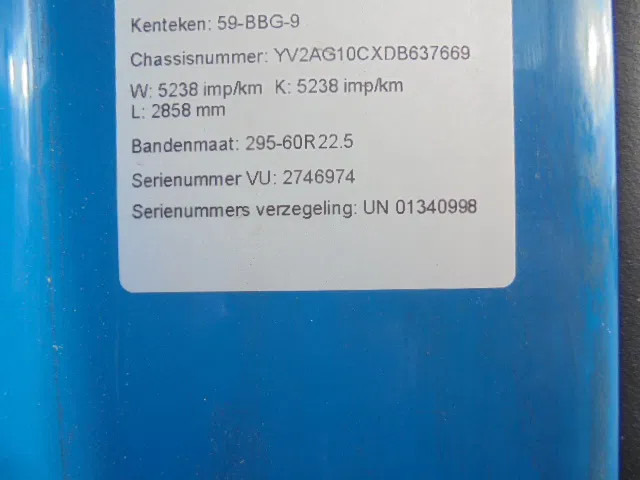 Kenteken: 59-BBG-9
Chassisnummer: YV2AG10CXDB637669
W: 5238 imp/km K: 5238 imp/km
L: 2858 mm
Bandenmaat: 295-60R22.5
Serienummer VU: 2746974
Serienummers verzegeling: UN 01340998